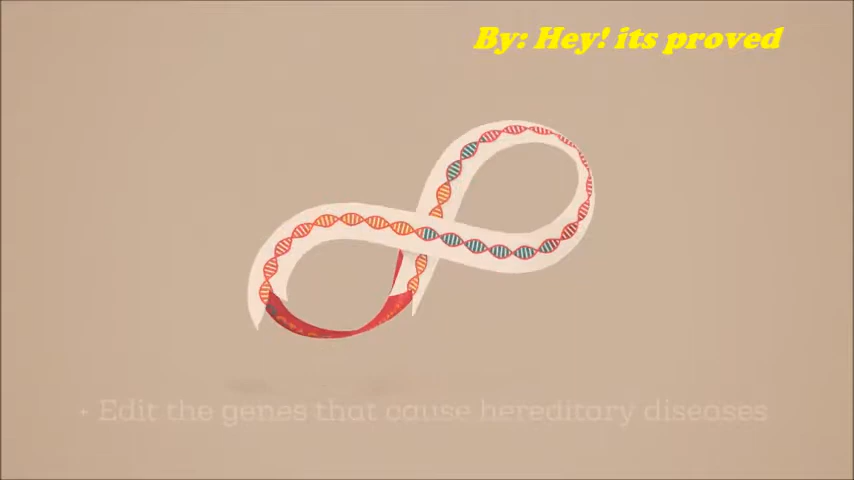 By: Hey! its proved
+ Edit the genes that cause hereditary diseases